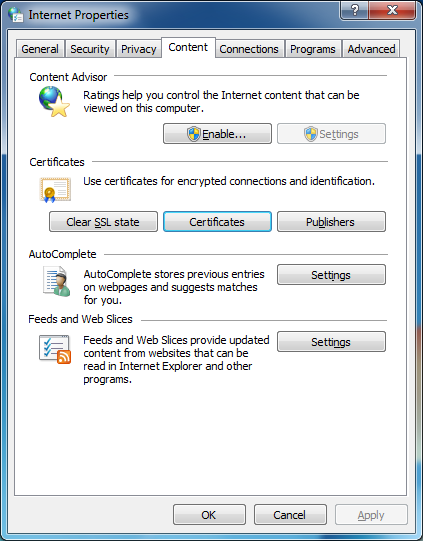 Internet Properties
General Security Privacy Content Connections Programs Advanced
Content Advisor
Ratings help you control the Internet content that can be
viewed on this computer.
Enable... Settings
Certificates
Use certificates for encrypted connections and identification.
Clear SSL state Certificates Publishers
AutoComplete
AutoComplete stores previous entries
on webpages and suggests matches
for you.
Settings
Feeds and Web Slices
Feeds and Web Slices provide updated
content from websites that can be
read in Internet Explorer and other
programs.
Settings
OK Cancel Apply